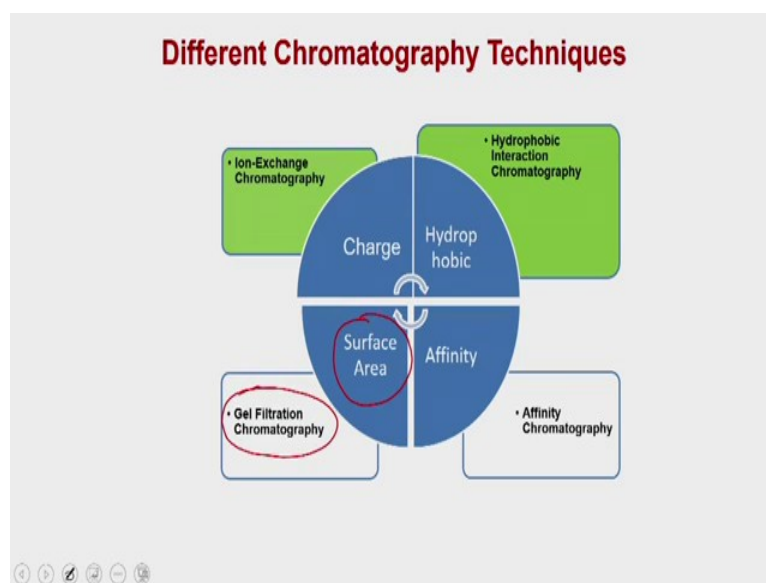 Different Chromatography Techniques
• Ion-Exchange
Chromatography
• Hydrophobic
Interaction
Chromatography
Charge
Hydrop
hobic
Surface
Area
Affinity
• Gel Filtration
Chromatography
• Affinity
Chromatography